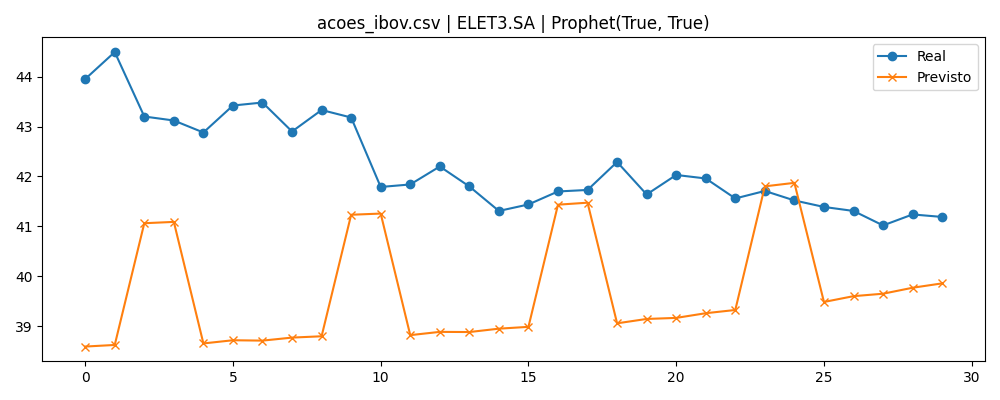 acoes_ibov.csv | ELET3.SA | Prophet(True, True)
Real
Previsto
44
43
42
41
40
39
0 5 10 15 20 25 30